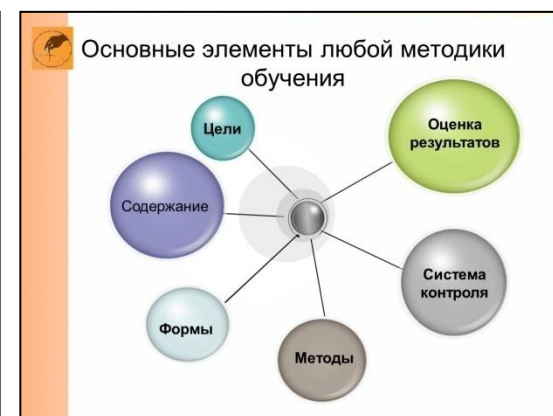 Основные элементы любой методики
обучения
Цели
Оценка
результатов
Содержание
Система
контроля
Формы
Методы